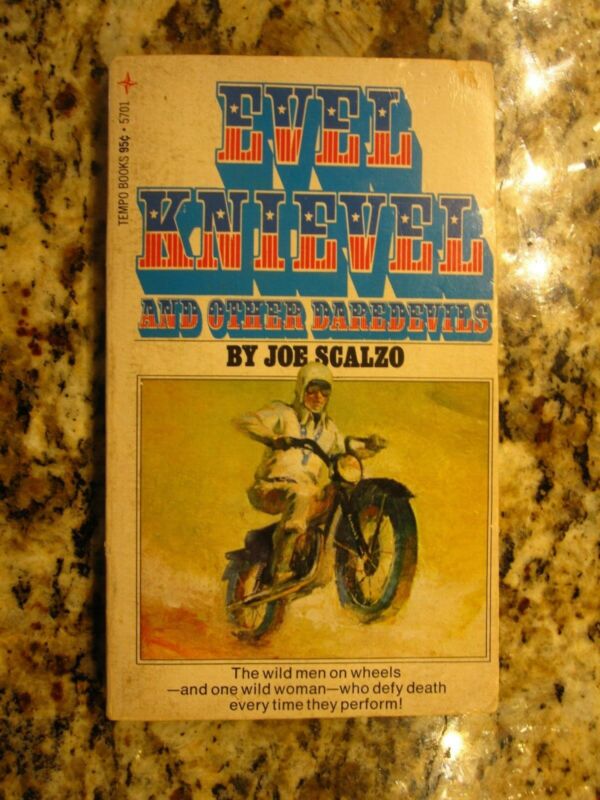 TEMPO BOOKS 95¢ • 5701
EVEL
KNIEVEL
AND OTHER DAREDEVILS
BY JOE SCALZO
The wild men on wheels
—and one wild woman—who defy death
every time they perform!